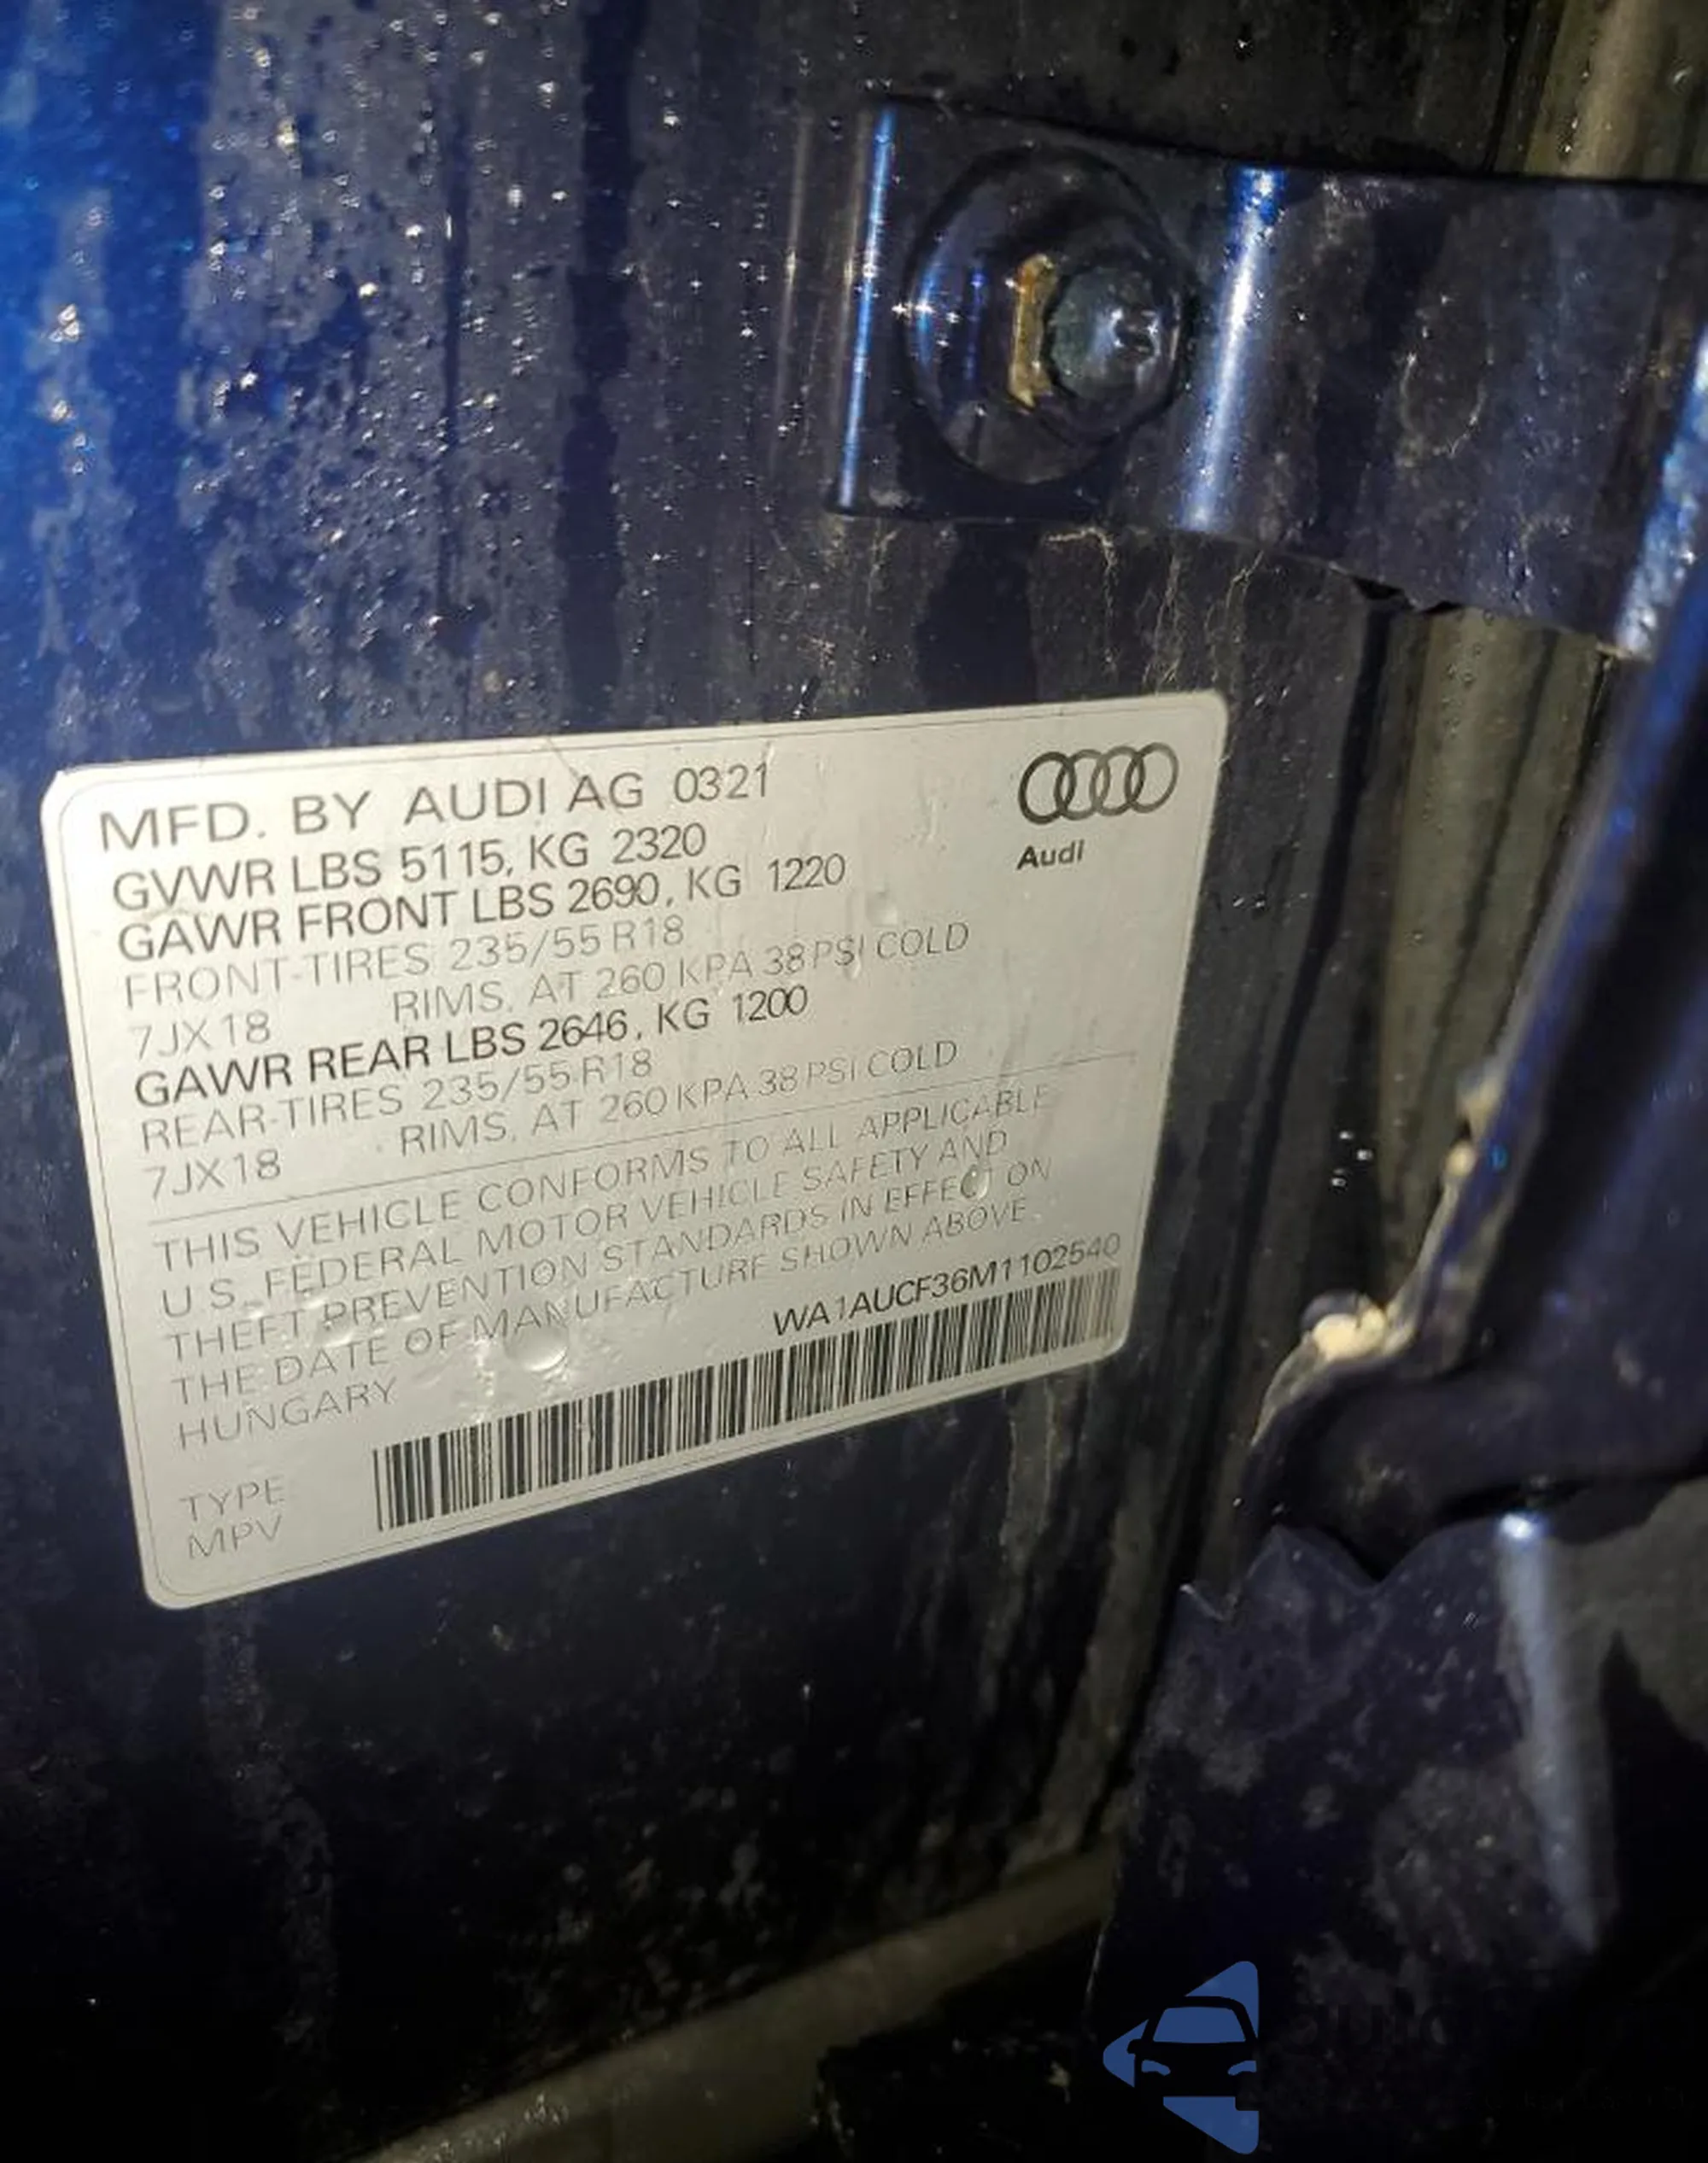 MFD. BY AUDI AG 0321
GVWR LBS 5115, KG 2320
GAWR FRONT LBS 2690, KG 1220
FRONT-TIRES 235/55 R18
7JX18 RIMS, AT 260 KPA 38 PSI COLD
GAWR REAR LBS 2646, KG 1200
REAR-TIRES 235/55 R18
7JX18 RIMS, AT 260 KPA 38 PSI COLD
THIS VEHICLE CONFORMS TO ALL APPLICABLE
U.S. FEDERAL MOTOR VEHICLE SAFETY AND
THEFT PREVENTION STANDARDS IN EFFECT ON
THE DATE OF MANUFACTURE SHOWN ABOVE.
HUNGARY
WA1AUCF36M1102540
TYPE
MPV
Audi